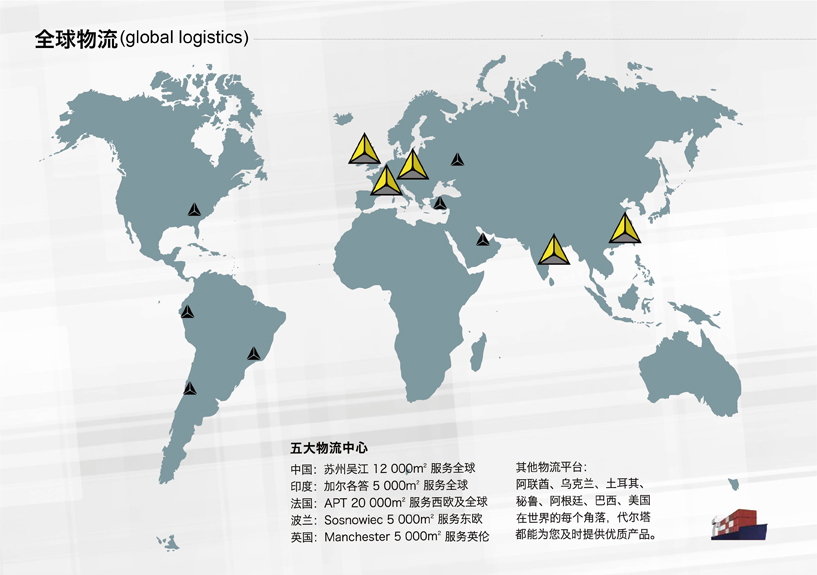 全球物流(global logistics)
五大物流中心
中国：苏州吴江 12 000m² 服务全球
印度：加尔各答 5 000m² 服务全球
法国：APT 20 000m² 服务西欧及全球
波兰：Sosnowiec 5 000m² 服务东欧
英国：Manchester 5 000m² 服务英伦
其他物流平台：
阿联酋、乌克兰、土耳其、
秘鲁、阿根廷、巴西、美国
在世界的每个角落，代尔塔
都能为您及时提供优质产品。